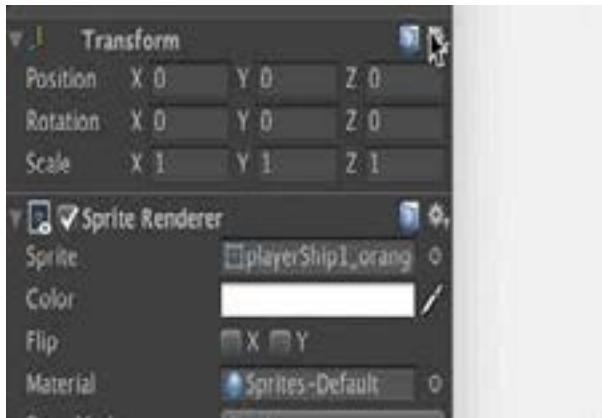 Transform
Position X 0 Y 0 Z 0
Rotation X 0 Y 0 Z 0
Scale X 1 Y 1 Z 1
Sprite Renderer
Sprite playerShip1_orang
Color
Flip X Y
Material Sprites-Default